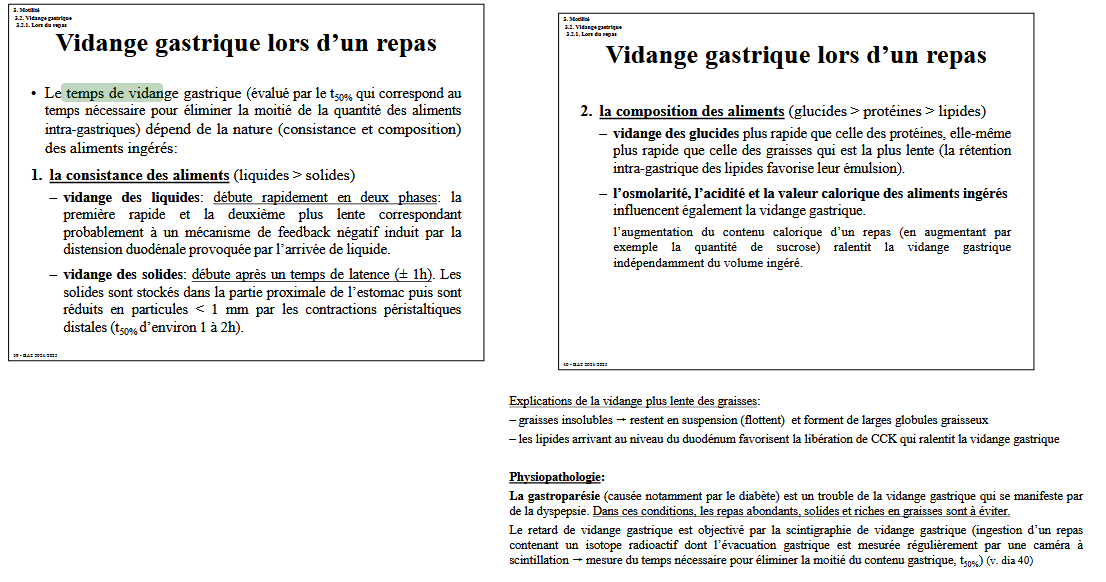 3. Motilité
3.2. Vidange gastrique
3.2.1. Lors du repas
Vidange gastrique lors d’un repas
• Le temps de vidange gastrique (évalué par le t50% qui correspond au
temps nécessaire pour éliminer la moitié de la quantité des aliments
intra-gastriques) dépend de la nature (consistance et composition)
des aliments ingérés:
1. la consistance des aliments (liquides > solides)
– vidange des liquides: débute rapidement en deux phases: la
première rapide et la deuxième plus lente correspondant
probablement à un mécanisme de feedback négatif induit par la
distension duodénale provoquée par l’arrivée de liquide.
– vidange des solides: débute après un temps de latence (± 1h). Les
solides sont stockés dans la partie proximale de l’estomac puis sont
réduits en particules < 1 mm par les contractions péristaltiques
distales (t50% d’environ 1 à 2h).
39 - BA2 2024/2025
3. Motilité
3.2. Vidange gastrique
3.2.1. Lors du repas
Vidange gastrique lors d’un repas
2. la composition des aliments (glucides > protéines > lipides)
– vidange des glucides plus rapide que celle des protéines, elle-même
plus rapide que celle des graisses qui est la plus lente (la rétention
intra-gastrique des lipides favorise leur émulsion).
– l’osmolarité, l’acidité et la valeur calorique des aliments ingérés
influencent également la vidange gastrique.
l’augmentation du contenu calorique d’un repas (en augmentant par
exemple la quantité de sucrose) ralentit la vidange gastrique
indépendamment du volume ingéré.
40 - BA2 2024/2025
Explications de la vidange plus lente des graisses:
– graisses insolubles → restent en suspension (flottent) et forment de larges globules graisseux
– les lipides arrivant au niveau du duodénum favorisent la libération de CCK qui ralentit la vidange gastrique
Physiopathologie:
La gastroparésie (causée notamment par le diabète) est un trouble de la vidange gastrique qui se manifeste par
de la dyspepsie. Dans ces conditions, les repas abondants, solides et riches en graisses sont à éviter.
Le retard de vidange gastrique est objectivé par la scintigraphie de vidange gastrique (ingestion d’un repas
contenant un isotope radioactif dont l’évacuation gastrique est mesurée régulièrement par une caméra à
scintillation → mesure du temps nécessaire pour éliminer la moitié du contenu gastrique, t50%) (v. dia 40)